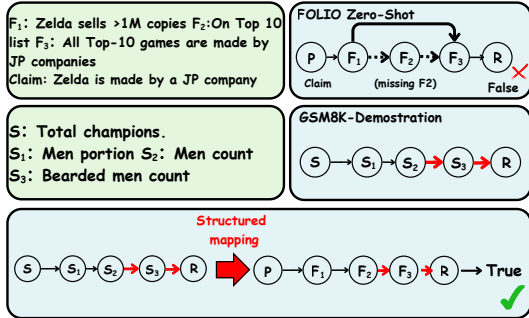 F₁: Zelda sells >1M copies F₂:On Top 10
list F₃: All Top-10 games are made by
JP companies
Claim: Zelda is made by a JP company
FOLIO Zero-Shot
P F₁ F₂ F₃ R
Claim (missing F2) False
S: Total champions.
S₁: Men portion S₂: Men count
S₃: Bearded men count
GSM8K-Demostration
S S₁ S₂ S₃ R
Structured
mapping
S S₁ S₂ S₃ R P F₁ F₂ F₃ R True